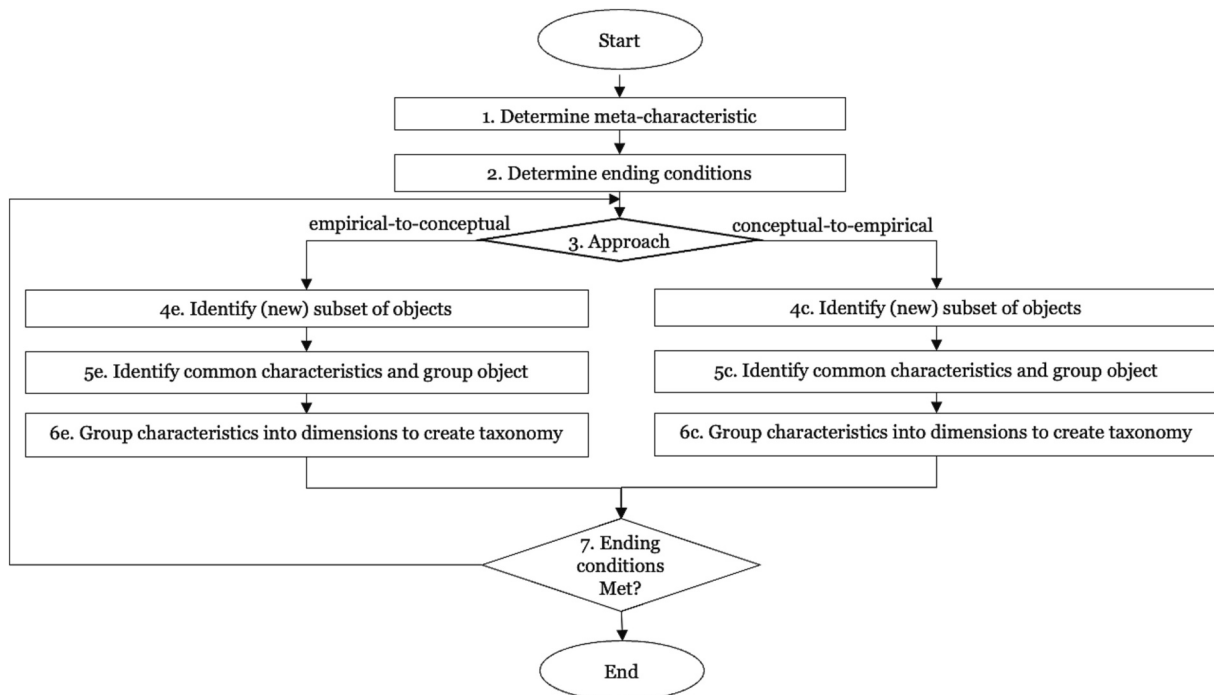 Start
1. Determine meta-characteristic
2. Determine ending conditions
empirical-to-conceptual
conceptual-to-empirical
3. Approach
4e. Identify (new) subset of objects
4c. Identify (new) subset of objects
5e. Identify common characteristics and group object
5c. Identify common characteristics and group object
6e. Group characteristics into dimensions to create taxonomy
6c. Group characteristics into dimensions to create taxonomy
7. Ending
conditions
Met?
End